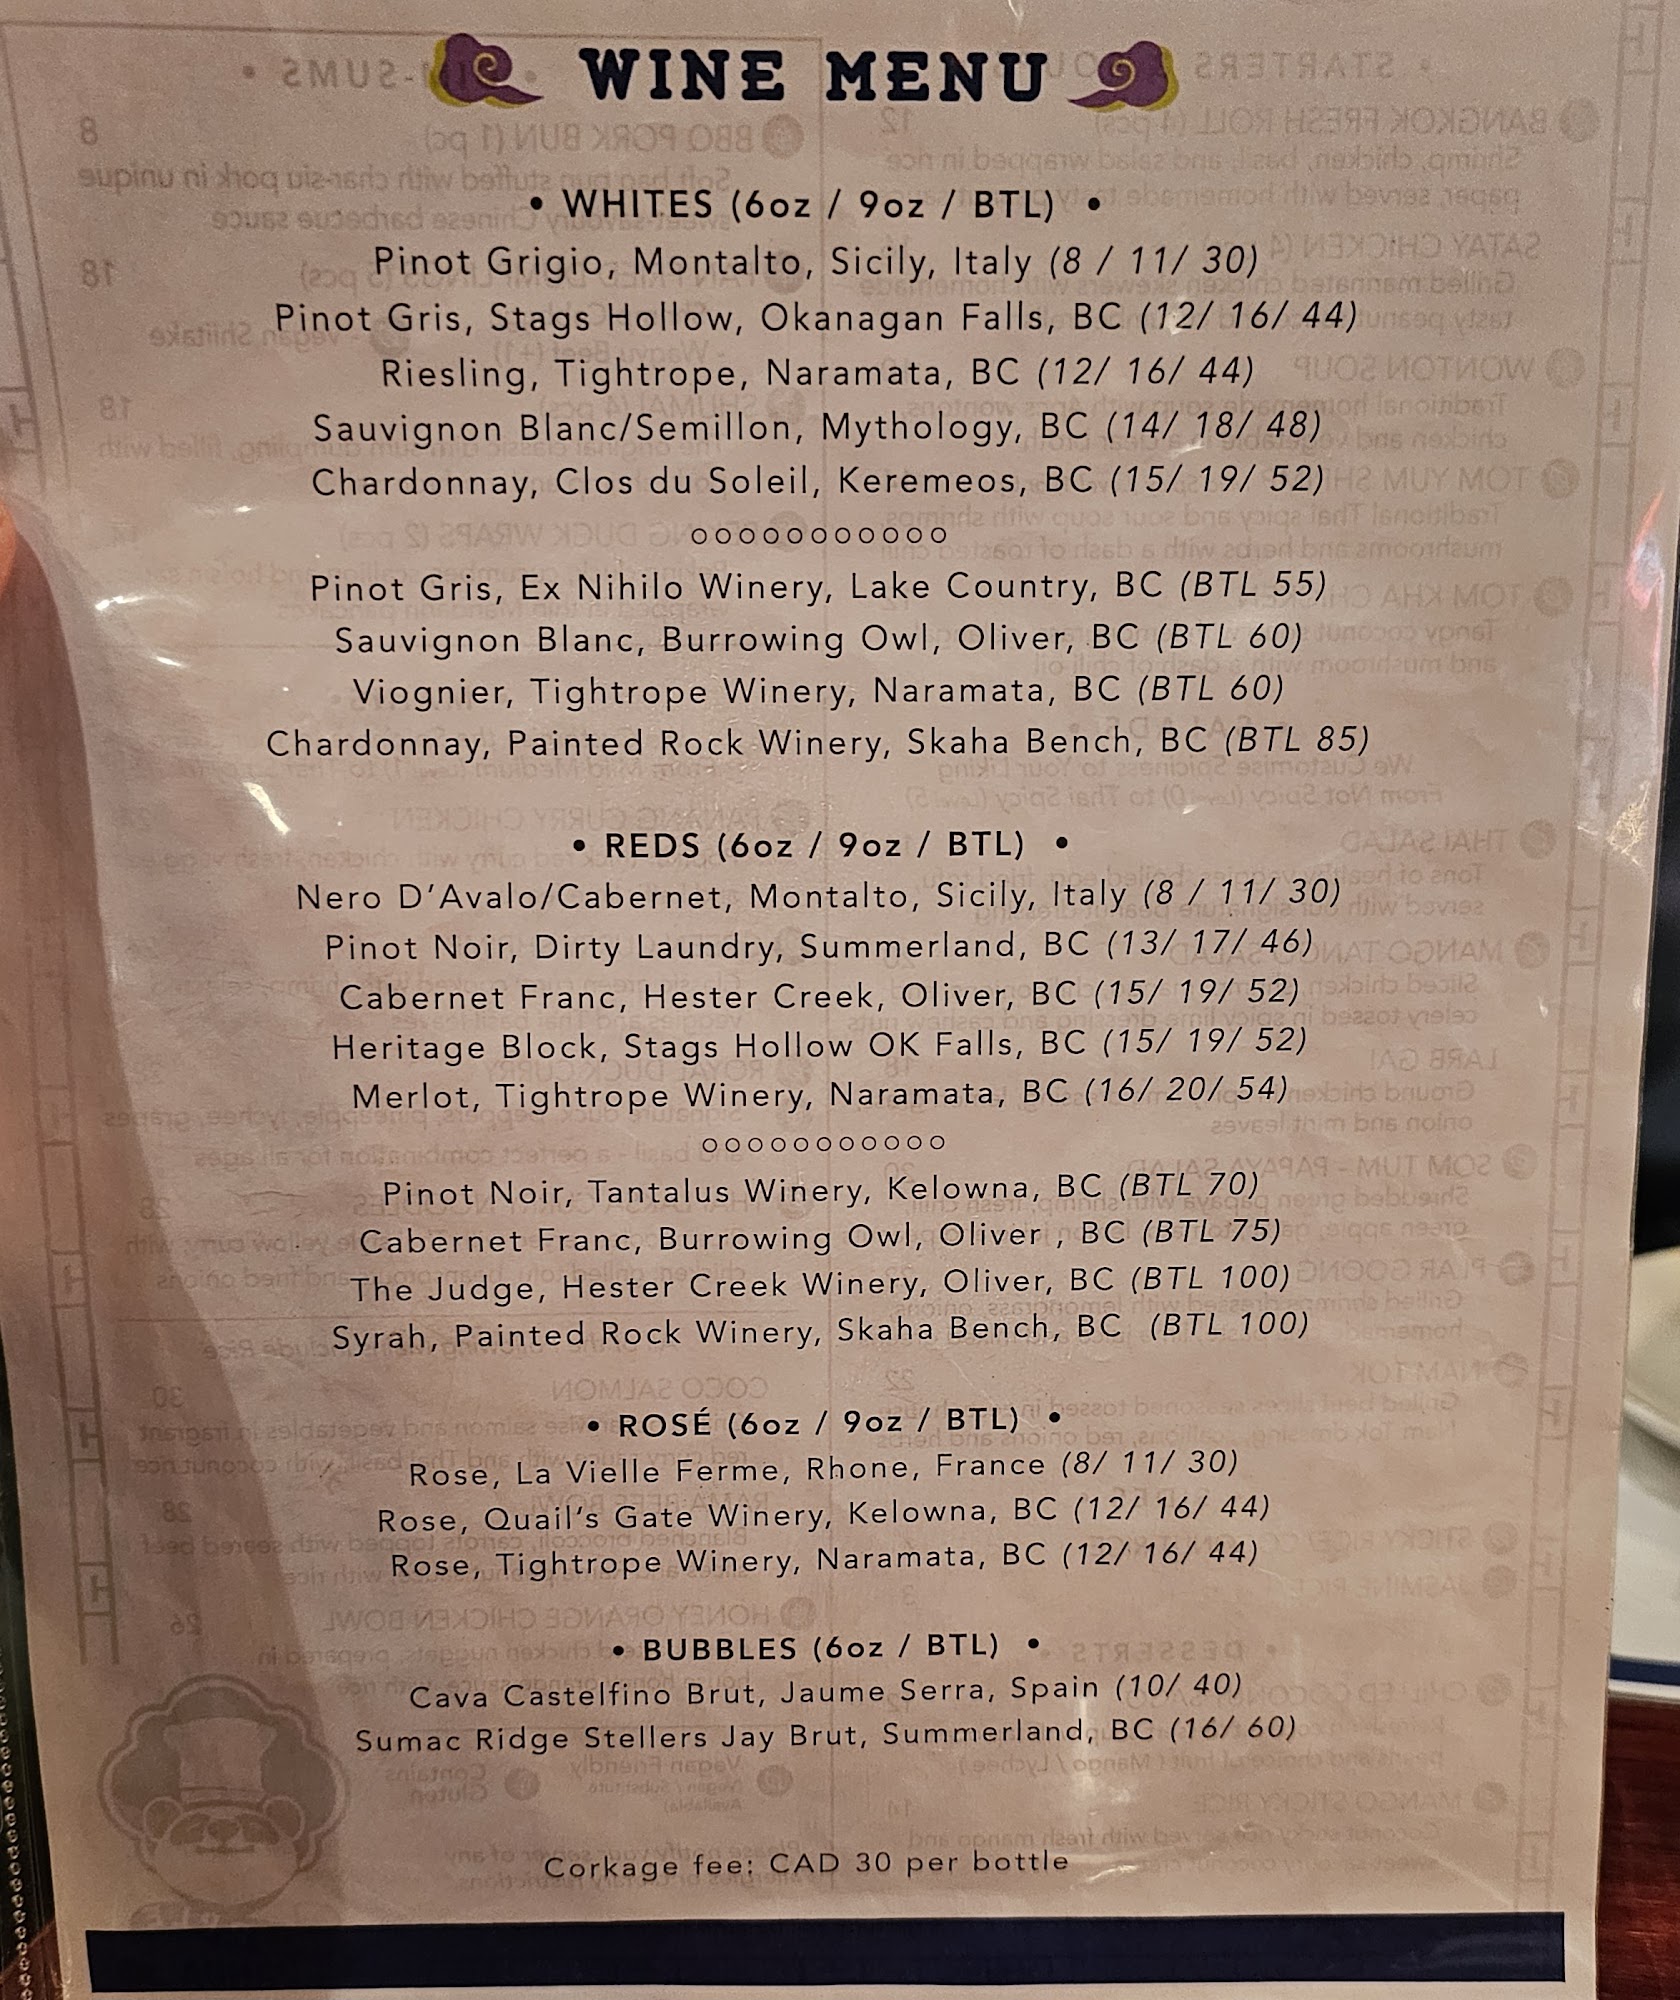 WINE MENU
• WHITES (6oz / 9oz / BTL) •
Pinot Grigio, Montalto, Sicily, Italy (8 / 11/ 30)
Pinot Gris, Stags Hollow, Okanagan Falls, BC (12/ 16/ 44)
Riesling, Tightrope, Naramata, BC (12/ 16/ 44)
Sauvignon Blanc/Semillon, Mythology, BC (14/ 18/ 48)
Chardonnay, Clos du Soleil, Keremeos, BC (15/ 19/ 52)
Pinot Gris, Ex Nihilo Winery, Lake Country, BC (BTL 55)
Sauvignon Blanc, Burrowing Owl, Oliver, BC (BTL 60)
Viognier, Tightrope Winery, Naramata, BC (BTL 60)
Chardonnay, Painted Rock Winery, Skaha Bench, BC (BTL 85)
• REDS (6oz / 9oz / BTL) •
Nero D'Avalo/Cabernet, Montalto, Sicily, Italy (8 / 11/ 30)
Pinot Noir, Dirty Laundry, Summerland, BC (13/ 17/ 46)
Cabernet Franc, Hester Creek, Oliver, BC (15/ 19/ 52)
Heritage Block, Stags Hollow OK Falls, BC (15/ 19/ 52)
Merlot, Tightrope Winery, Naramata, BC (16/ 20/ 54)
Pinot Noir, Tantalus Winery, Kelowna, BC (BTL 70)
Cabernet Franc, Burrowing Owl, Oliver , BC (BTL 75)
The Judge, Hester Creek Winery, Oliver, BC (BTL 100)
Syrah, Painted Rock Winery, Skaha Bench, BC (BTL 100)
• ROSÉ (6oz / 9oz / BTL) •
Rose, La Vielle Ferme, Rhone, France (8/ 11/ 30)
Rose, Quail's Gate Winery, Kelowna, BC (12/ 16/ 44)
Rose, Tightrope Winery, Naramata, BC (12/ 16/ 44)
• BUBBLES (6oz / BTL) •
Cava Castelfino Brut, Jaume Serra, Spain (10/ 40)
Sumac Ridge Stellers Jay Brut, Summerland, BC (16/ 60)
Corkage fee: CAD 30 per bottle